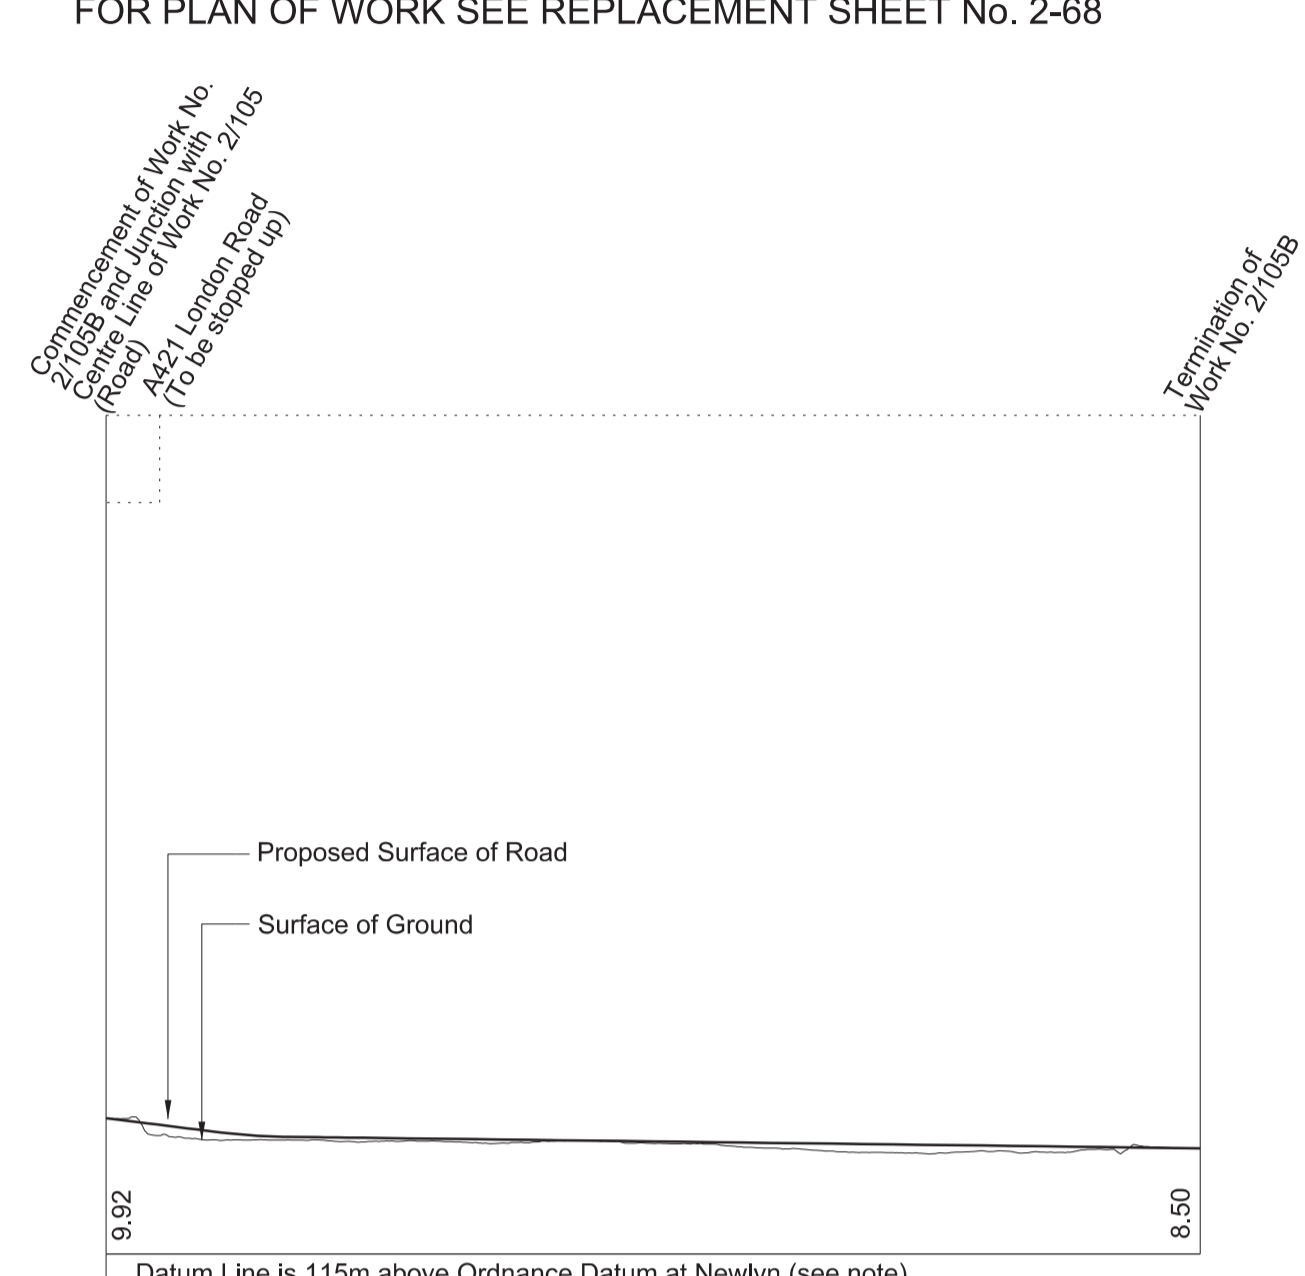 FOR PLAN OF WORK SEE REPLACEMENT SHEET No. 2-68
Commencement of Work No.
2/105B and Junction with
Centre Line of Work No. 2/105
(Road)
A421 London Road
(To be stopped up)
Termination of
Work No. 2/105B
Proposed Surface of Road
Surface of Ground
9.92
8.50
Datum Line is 115m above Ordnance Datum at Newlyn (see note)